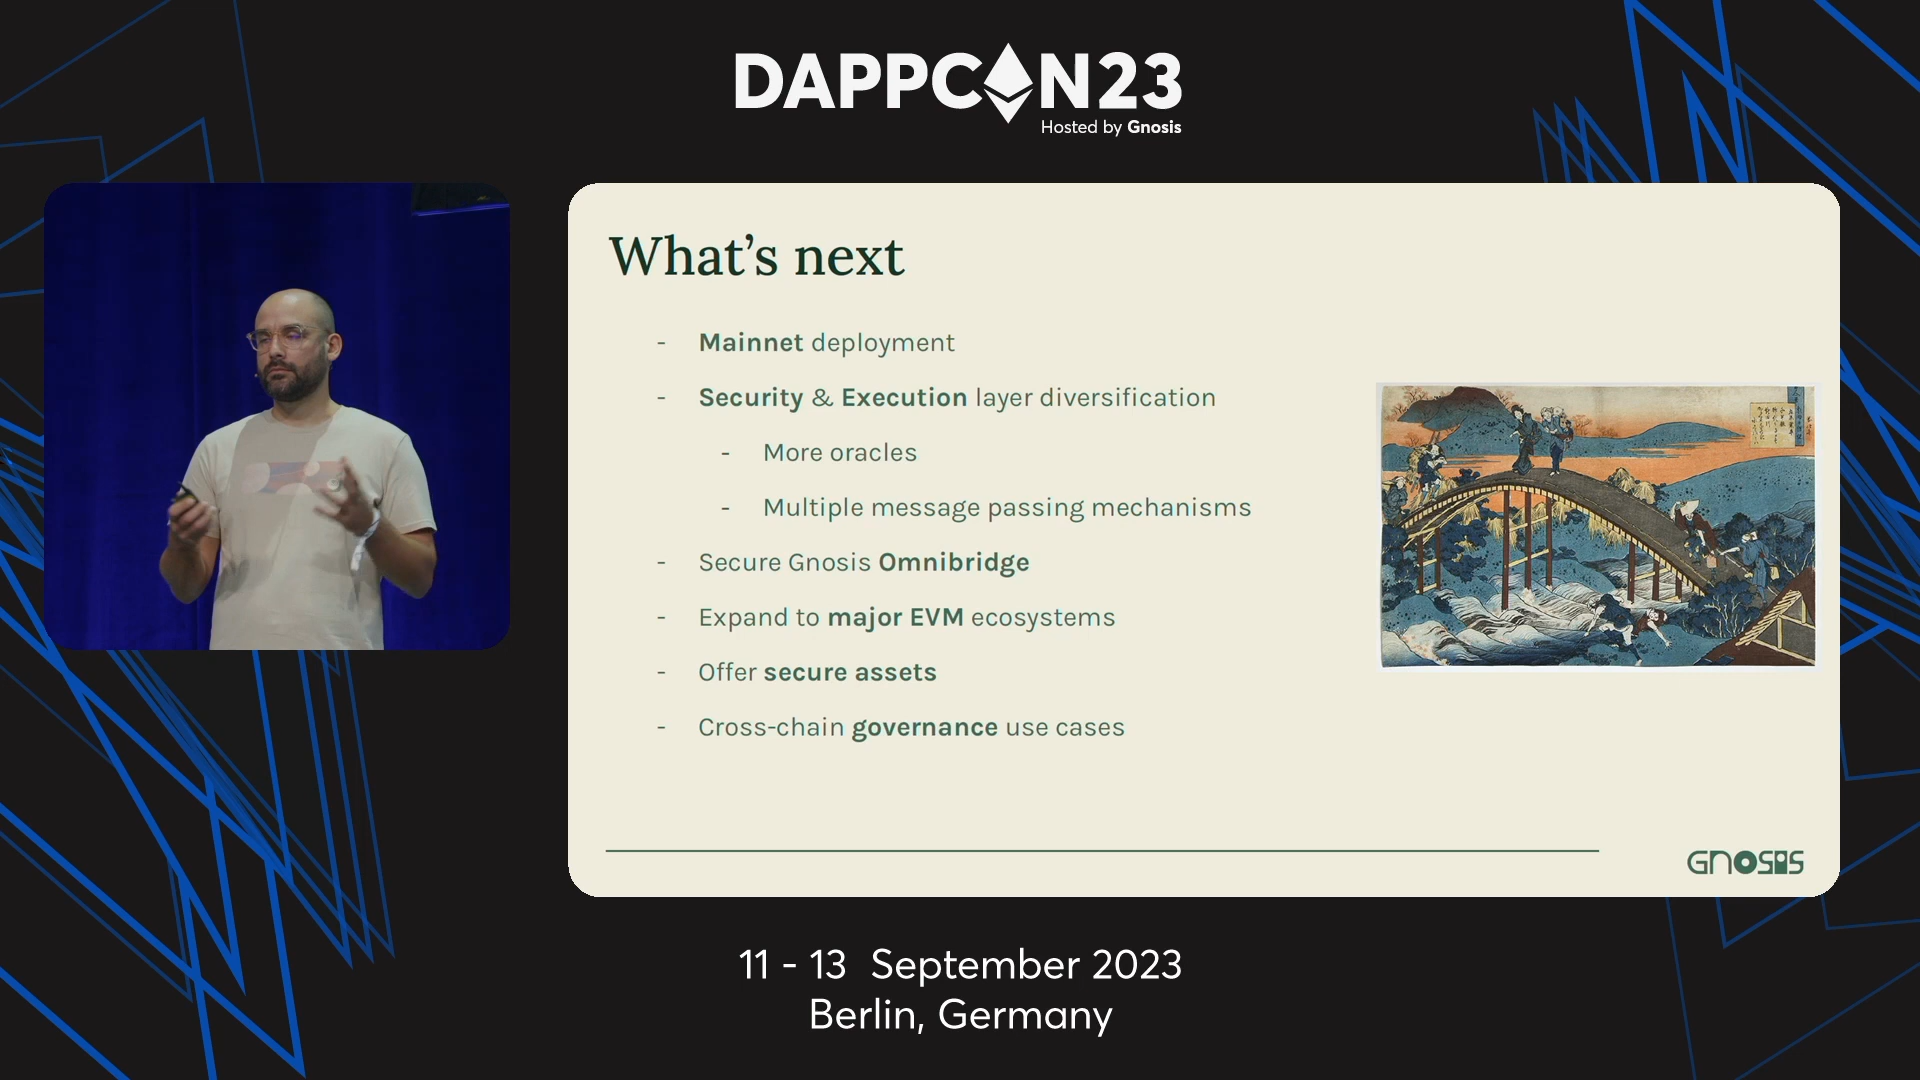 DAPPCON23
Hosted by Gnosis
What's next
- Mainnet deployment
- Security & Execution layer diversification
- More oracles
- Multiple message passing mechanisms
- Secure Gnosis Omnibridge
- Expand to major EVM ecosystems
- Offer secure assets
- Cross-chain governance use cases
GNOSIS
11 - 13 September 2023
Berlin, Germany